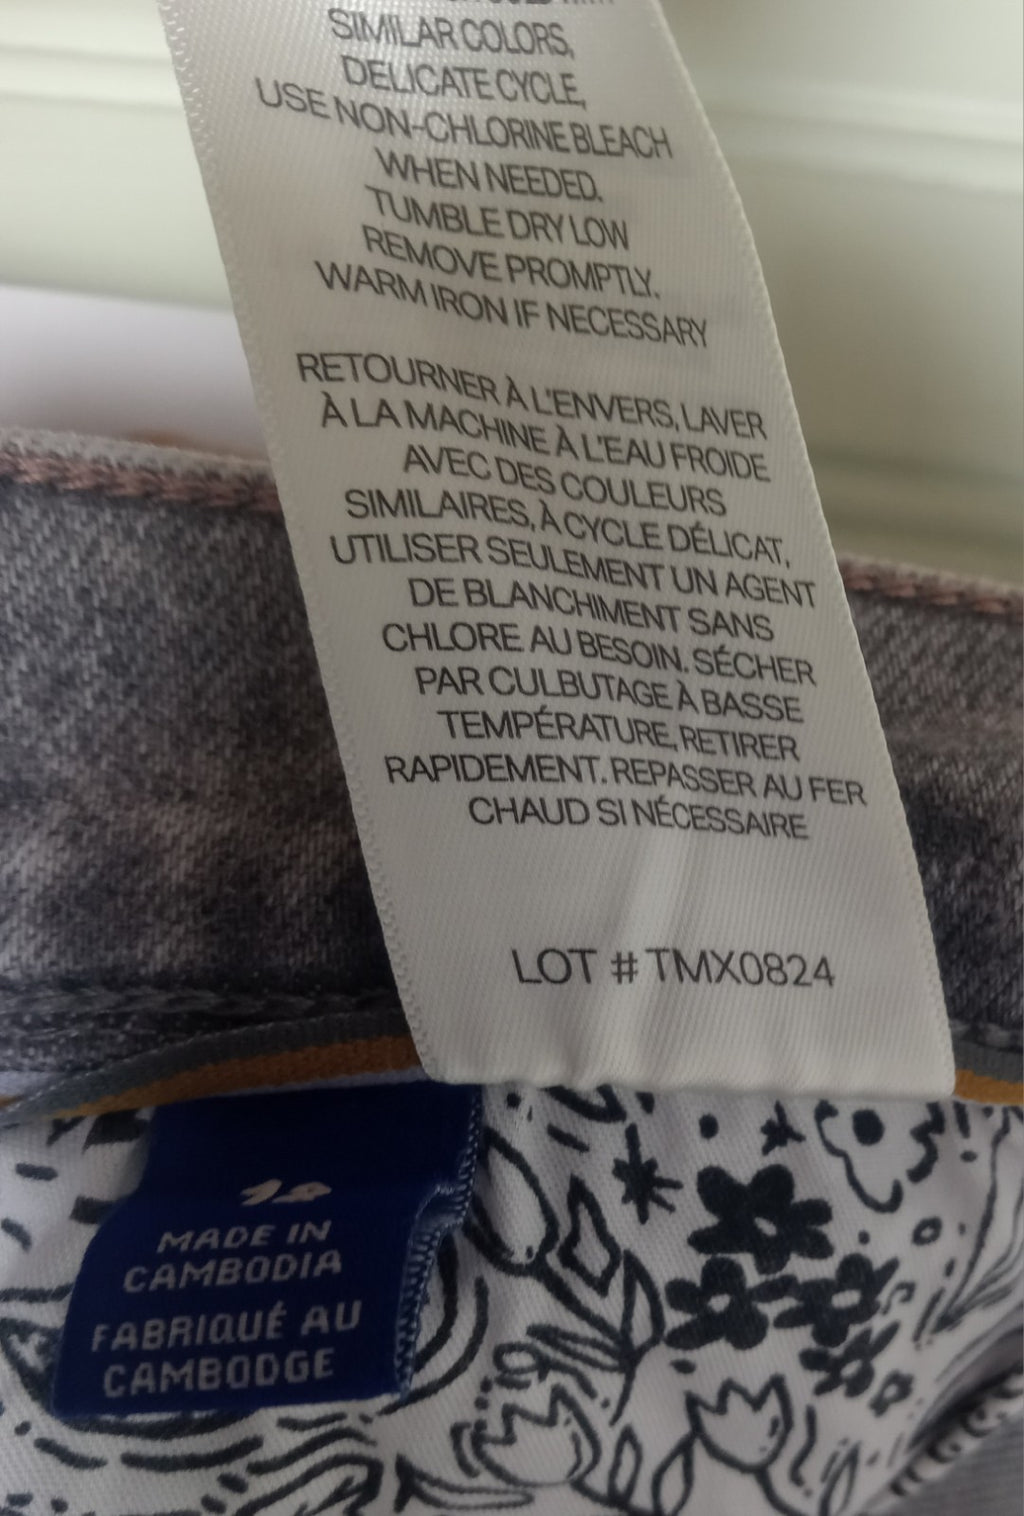 SIMILAR COLORS,
DELICATE CYCLE,
USE NON-CHLORINE BLEACH
WHEN NEEDED.
TUMBLE DRY LOW
REMOVE PROMPTLY.
WARM IRON IF NECESSARY
RETOURNER À L'ENVERS, LAVER
À LA MACHINE À L'EAU FROIDE
AVEC DES COULEURS
SIMILAIRES, À CYCLE DÉLICAT,
UTILISER SEULEMENT UN AGENT
DE BLANCHIMENT SANS
CHLORE AU BESOIN. SÉCHER
PAR CULBUTAGE À BASSE
TEMPÉRATURE, RETIRER
RAPIDEMENT. REPASSER AU FER
CHAUD SI NÉCESSAIRE
LOT # TMX0824
MADE IN
CAMBODIA
FABRIQUÉ AU
CAMBODGE